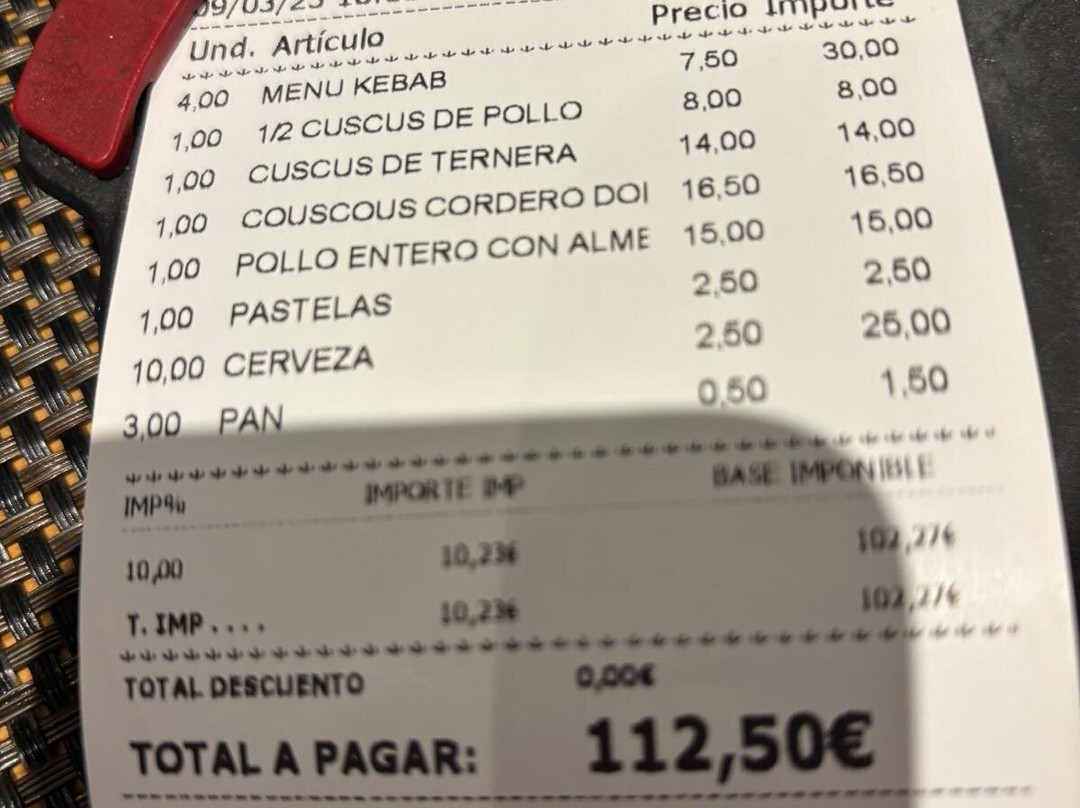 09/03/23
Und. Artículo Precio Importe
4,00 MENU KEBAB 7,50 30,00
1,00 1/2 CUSCUS DE POLLO 8,00 8,00
1,00 CUSCUS DE TERNERA 14,00 14,00
1,00 COUSCOUS CORDERO DOI 16,50 16,50
1,00 POLLO ENTERO CON ALME 15,00 15,00
1,00 PASTELAS 2,50 2,50
10,00 CERVEZA 2,50 25,00
3,00 PAN 0,50 1,50
IMP% IMPORTE IMP BASE IMPONIBLE
10,00 10,23€ 102,27€
T. IMP.... 10,23€ 102,27€
TOTAL DESCUENTO 0,00€
TOTAL A PAGAR: 112,50€